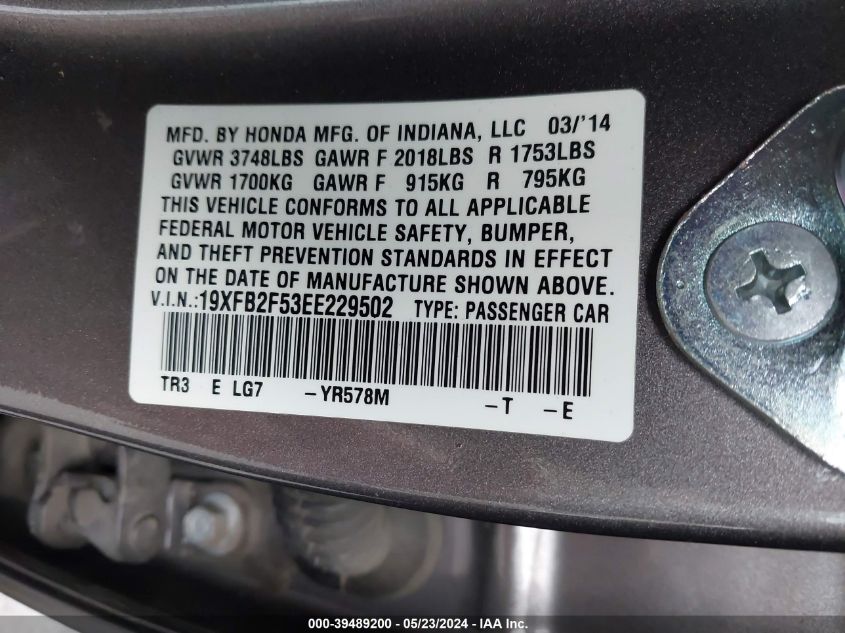 MFD. BY HONDA MFG. OF INDIANA, LLC 03/'14
GVWR 3748LBS GAWR F 2018LBS R 1753LBS
GVWR 1700KG GAWR F 915KG R 795KG
THIS VEHICLE CONFORMS TO ALL APPLICABLE
FEDERAL MOTOR VEHICLE SAFETY, BUMPER,
AND THEFT PREVENTION STANDARDS IN EFFECT
ON THE DATE OF MANUFACTURE SHOWN ABOVE.
V.I.N.:19XFB2F53EE229502 TYPE: PASSENGER CAR
TR3 E LG7 -YR578M -T -E
000-39489200 - 05/23/2024 - IAA Inc.